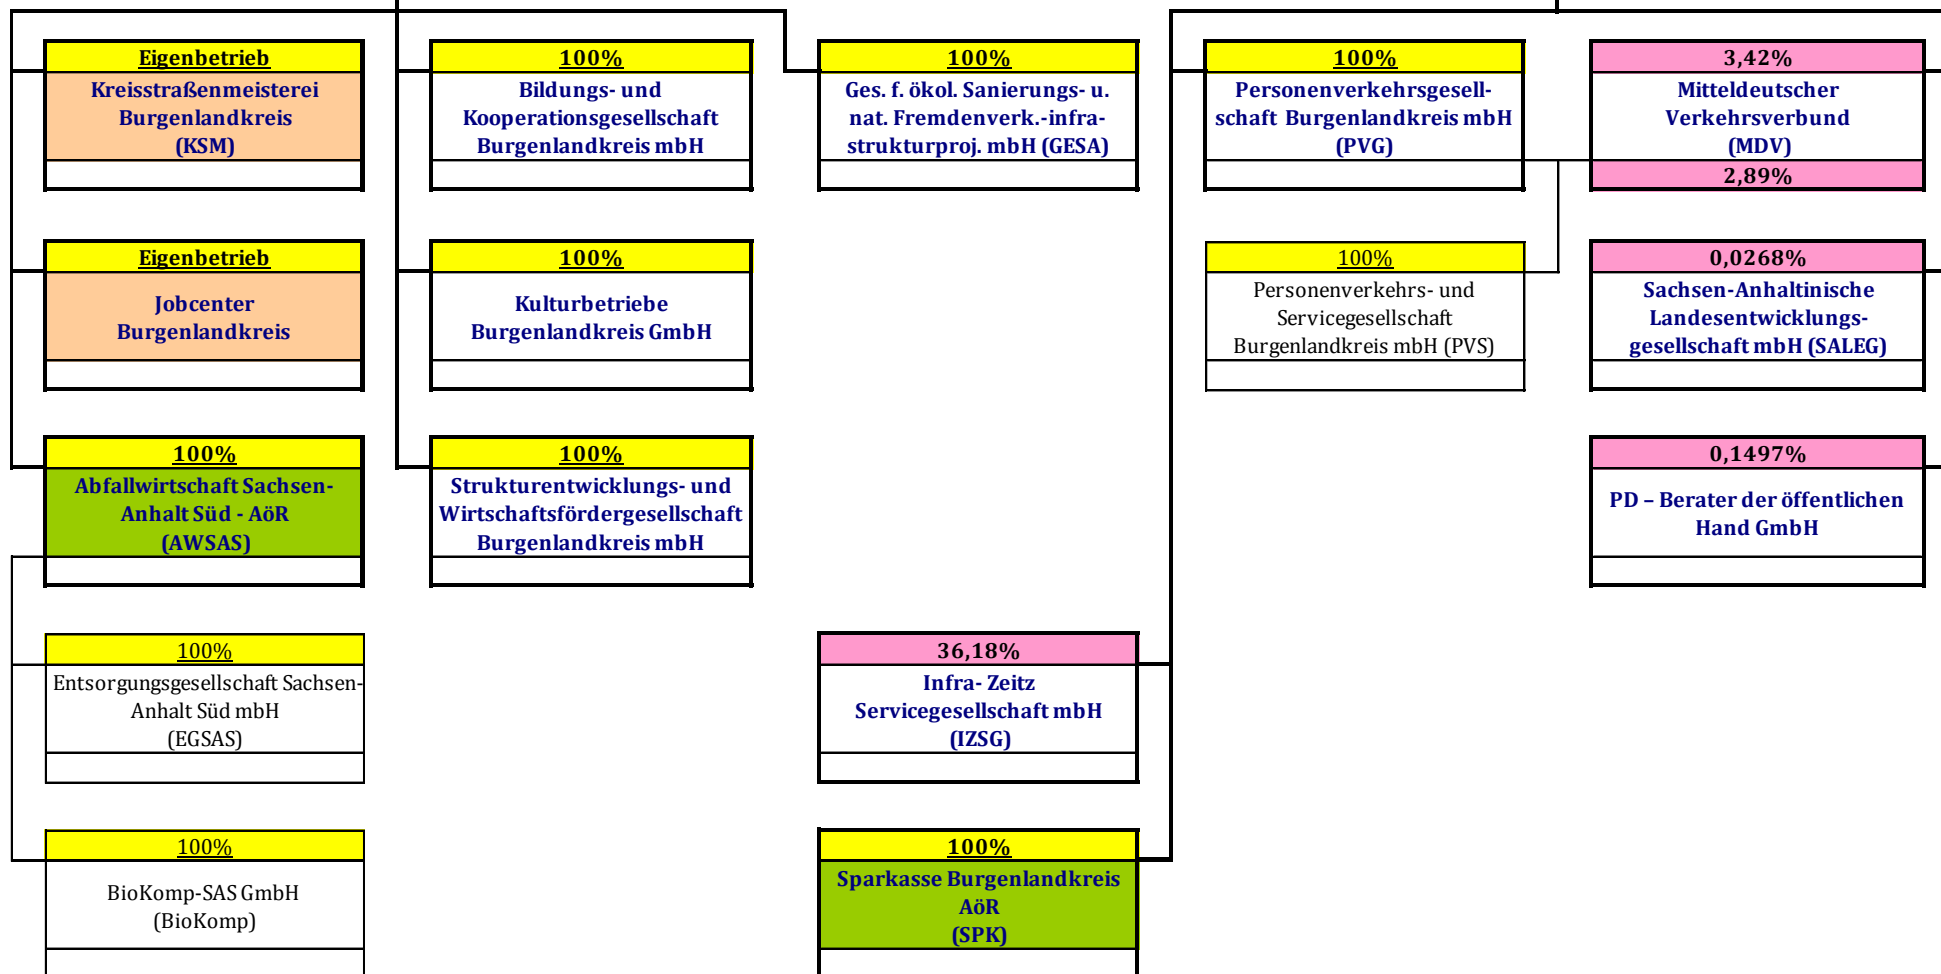 Eigenbetrieb
Kreisstraßenmeisterei
Burgenlandkreis
(KSM)
100%
Bildungs- und
Kooperationsgesellschaft
Burgenlandkreis mbH
100%
Ges. f. ökol. Sanierungs- u.
nat. Fremdenverk.-infra-
strukturproj. mbH (GESA)
100%
Personenverkehrsgesell-
schaft Burgenlandkreis mbH
(PVG)
3,42%
Mitteldeutscher
Verkehrsverbund
(MDV)
2,89%
Eigenbetrieb
Jobcenter
Burgenlandkreis
100%
Kulturbetriebe
Burgenlandkreis GmbH
100%
Personenverkehrs- und
Servicegesellschaft
Burgenlandkreis mbH (PVS)
0,0268%
Sachsen-Anhaltinische
Landesentwicklungs-
gesellschaft mbH (SALEG)
100%
Abfallwirtschaft Sachsen-
Anhalt Süd - AöR
(AWSAS)
100%
Strukturentwicklungs- und
Wirtschaftsfördergesellschaft
Burgenlandkreis mbH
0,1497%
PD – Berater der öffentlichen
Hand GmbH
100%
Entsorgungsgesellschaft Sachsen-
Anhalt Süd mbH
(EGSAS)
36,18%
Infra- Zeitz
Servicegesellschaft mbH
(IZSG)
100%
BioKomp-SAS GmbH
(BioKomp)
100%
Sparkasse Burgenlandkreis
AöR
(SPK)